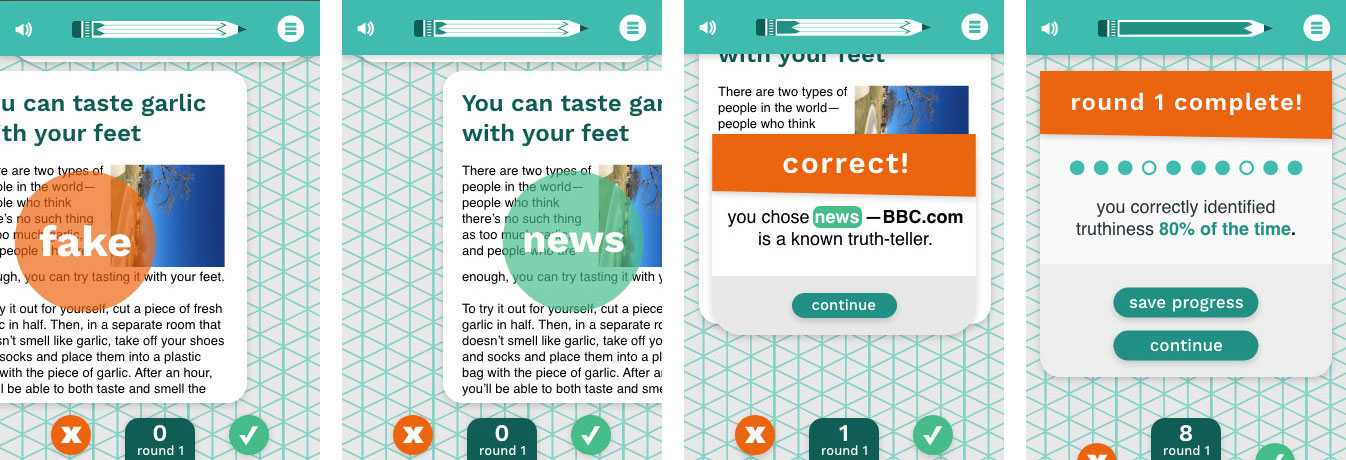 u can taste garlic
ith your feet
re are two types of
ple in the world—
ple who think
e's no such thing
oo much garlic
people who are
ugh, you can try tasting it with your feet.
fake
y it out for yourself, cut a piece of fresh
c in half. Then, in a separate room that
sn't smell like garlic, take off your shoes
socks and place them into a plastic
with the piece of garlic. After an hour,
l be able to both taste and smell the
0
round 1
You can taste gar
with your feet
There are two types of
people in the world—
people who think
there's no such thing
as too much garlic
and people who are
enough, you can try tasting it with y
news
To try it out for yourself, cut a piece
garlic in half. Then, in a separate ro
doesn't smell like garlic, take off yo
and socks and place them into a pl
bag with the piece of garlic. After a
you'll be able to both taste and sme
0
round 1
with your feet
There are two types of
people in the world—
people who think
correct!
you chose news —BBC.com
is a known truth-teller.
continue
1
round 1
round 1 complete!
you correctly identified
truthiness 80% of the time.
save progress
continue
8
round 1